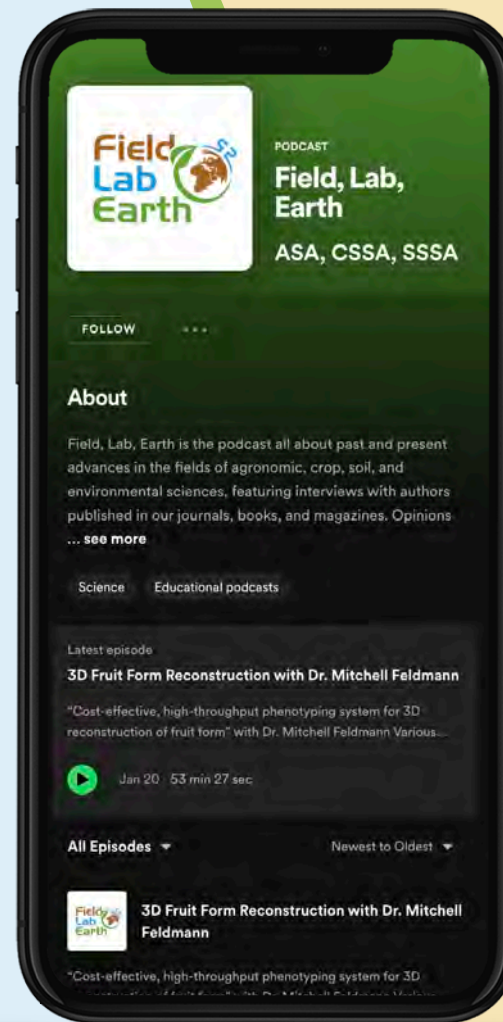 Field
Lab
Earth
PODCAST
Field, Lab,
Earth
ASA, CSSA, SSSA
FOLLOW
About
Field, Lab, Earth is the podcast all about past and present
advances in the fields of agronomic, crop, soil, and
environmental sciences, featuring interviews with authors
published in our journals, books, and magazines. Opinions
... see more
Science Educational podcasts
Latest episode
3D Fruit Form Reconstruction with Dr. Mitchell Feldmann
"Cost-effective, high-throughput phenotyping system for 3D
reconstruction of fruit form" with Dr. Mitchell Feldmann Various...
Jan 20 53 min 27 sec
All Episodes
Newest to Oldest
Field
Lab
Earth
3D Fruit Form Reconstruction with Dr. Mitchell
Feldmann
"Cost-effective, high-throughput phenotyping system for 3D